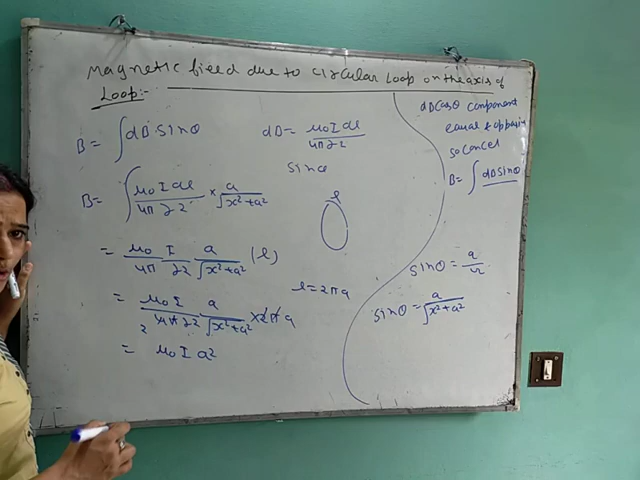 Magnetic field due to circular Loop on the axis of
Loop:-
B = ∫ dB sinθ
dB = μ₀ I dl / 4π r²
sinθ
B = ∫ μ₀ I dl / 4π r² × a / √x²+a²
= μ₀ / 4π I / r² a / √x²+a² (l)
l = 2πa
= μ₀ I / 4π r² a / √x²+a² × 2π a
2
= μ₀ I a²
l
dB cosθ component
equal & opposite
so cancel
B = ∫ dB sinθ
sinθ = a / r
sinθ = a / √x²+a²